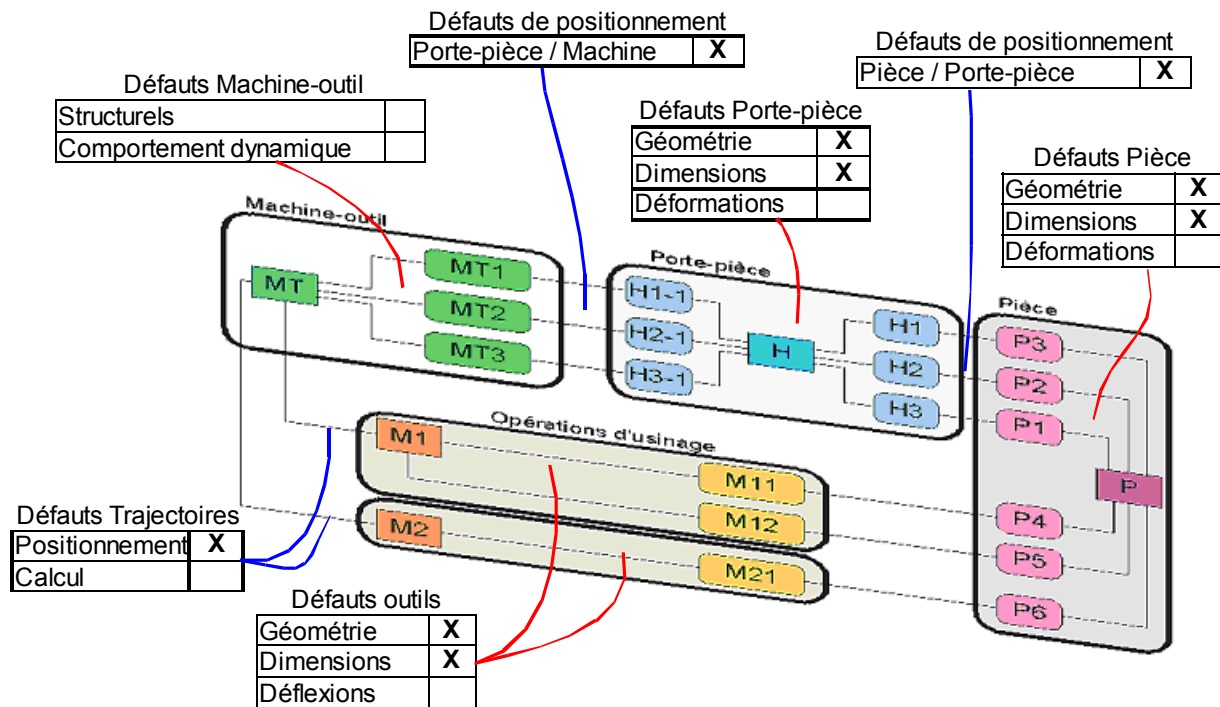 Défauts de positionnement
Porte-pièce / Machine X
Défauts de positionnement
Pièce / Porte-pièce X
Défauts Machine-outil
Structurels
Comportement dynamique
Défauts Porte-pièce
Géométrie X
Dimensions X
Déformations
Défauts Pièce
Géométrie X
Dimensions X
Déformations
Machine-outil
MT
MT1
MT2
MT3
Porte-pièce
H1-1
H2-1
H3-1
H
H1
H2
H3
Pièce
P3
P2
P1
P
P4
P5
P6
Opérations d'usinage
M1
M11
M12
M2
M21
Défauts Trajectoires
Positionnement X
Calcul
Défauts outils
Géométrie X
Dimensions X
Déflexions